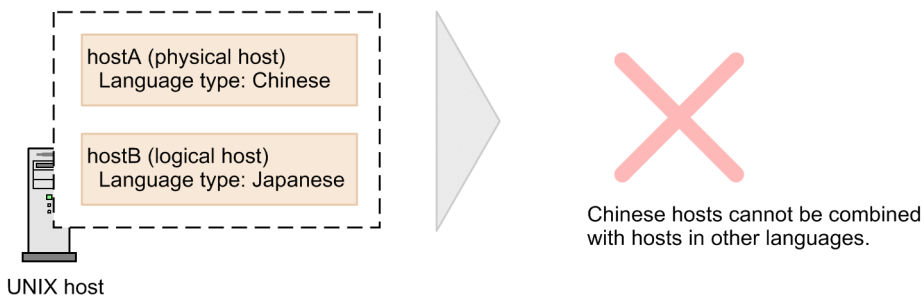 hostA (physical host)
Language type: Chinese
hostB (logical host)
Language type: Japanese
Chinese hosts cannot be combined
with hosts in other languages.
UNIX host